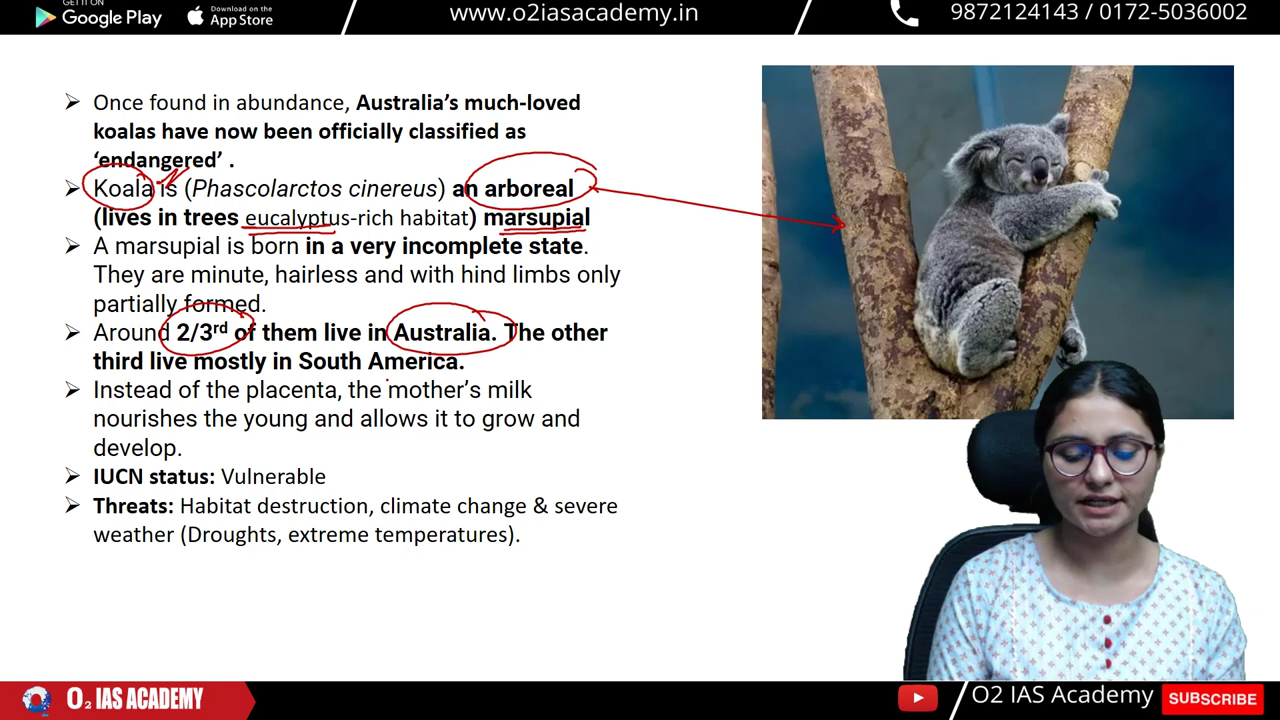 GET IT ON
Google Play
Download on the
App Store
www.o2iasacademy.in
9872124143 / 0172-5036002
➢ Once found in abundance, Australia's much-loved
koalas have now been officially classified as
'endangered' .
➢ Koala is (Phascolarctos cinereus) an arboreal
(lives in trees eucalyptus-rich habitat) marsupial
➢ A marsupial is born in a very incomplete state.
They are minute, hairless and with hind limbs only
partially formed.
➢ Around 2/3rd of them live in Australia. The other
third live mostly in South America.
➢ Instead of the placenta, the mother's milk
nourishes the young and allows it to grow and
develop.
➢ IUCN status: Vulnerable
➢ Threats: Habitat destruction, climate change & severe
weather (Droughts, extreme temperatures).
O2 IAS ACADEMY
O2 IAS Academy
SUBSCRIBE